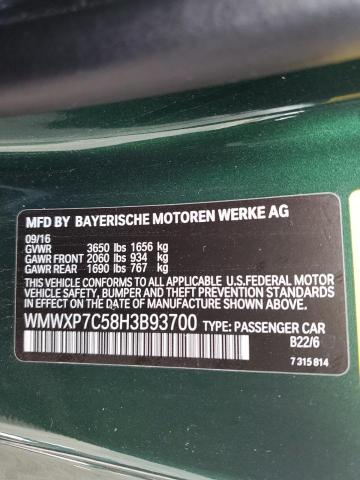 MFD BY BAYERISCHE MOTOREN WERKE AG
09/16
GVWR 3650 lbs 1656 kg
GAWR FRONT 2060 lbs 934 kg
GAWR REAR 1690 lbs 767 kg
THIS VEHICLE CONFORMS TO ALL APPLICABLE U.S. FEDERAL MOTOR
VEHICLE SAFETY, BUMPER AND THEFT PREVENTION STANDARDS
IN EFFECT ON THE DATE OF MANUFACTURE SHOWN ABOVE.
WMWXP7C58H3B93700 TYPE: PASSENGER CAR
B22/6
7 315 814